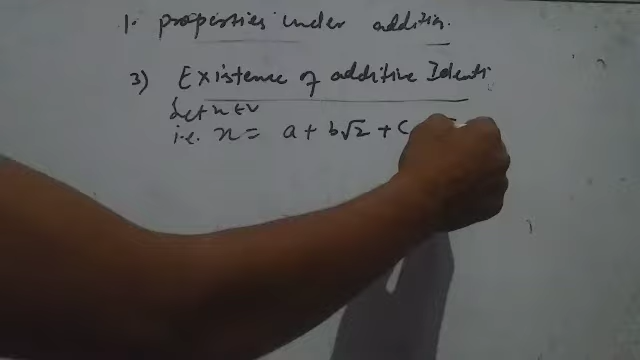 1. properties under addition.
3) Existence of additive Identi
Let x ∈ V
i.e. x = a + b√2 + c